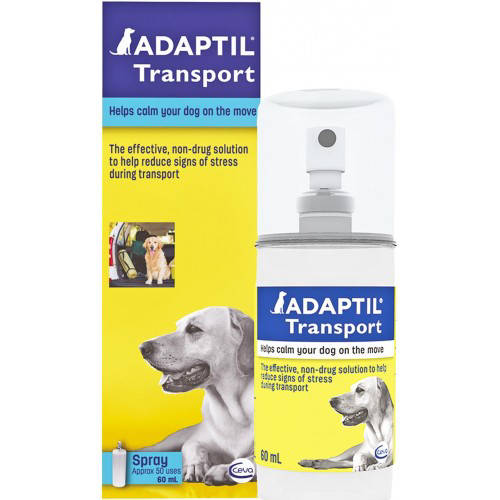 ADAPTIL®
Transport
Helps calm your dog on the move
The effective, non-drug solution
to help reduce signs of stress
during transport
Spray
Approx 50 uses
60 mL
Ceva
ADAPTIL®
Transport
Helps calm your dog on the move
The effective, non-drug solution to help
reduce signs of stress
during transport
60 mL